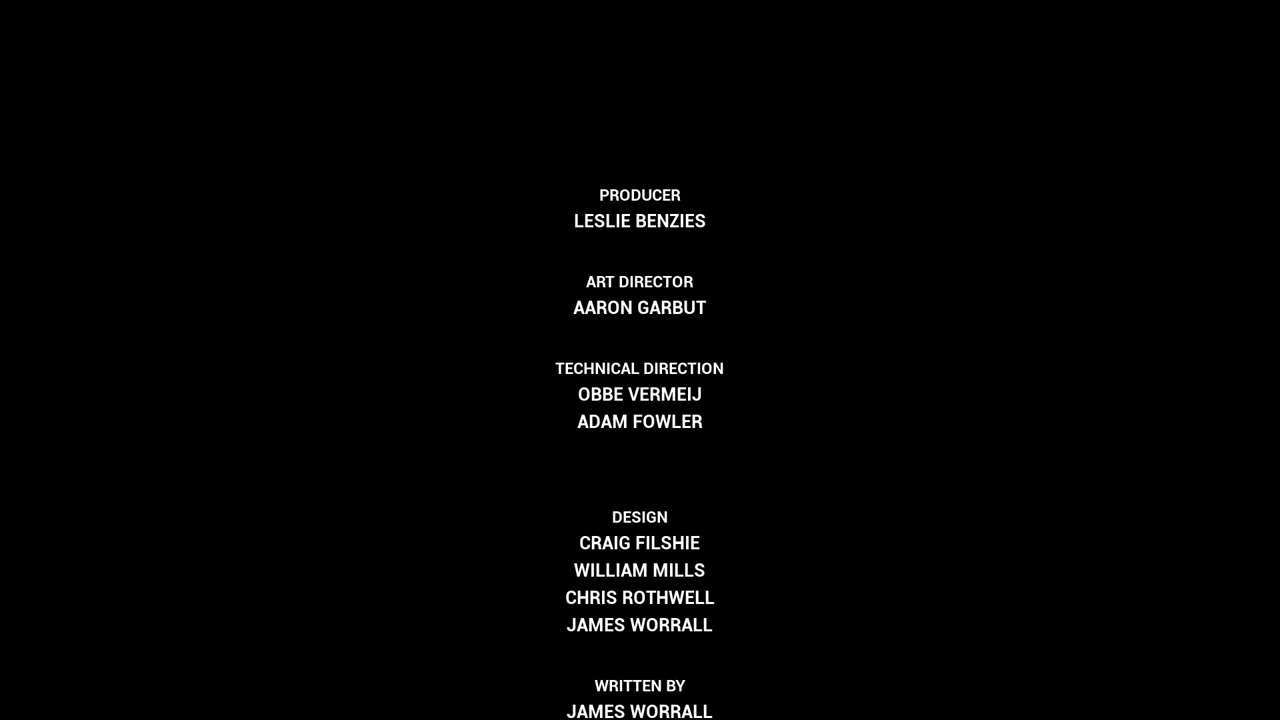 PRODUCER
LESLIE BENZIES
ART DIRECTOR
AARON GARBUT
TECHNICAL DIRECTION
OBBE VERMEIJ
ADAM FOWLER
DESIGN
CRAIG FILSHIE
WILLIAM MILLS
CHRIS ROTHWELL
JAMES WORRALL
WRITTEN BY
JAMES WORRALL